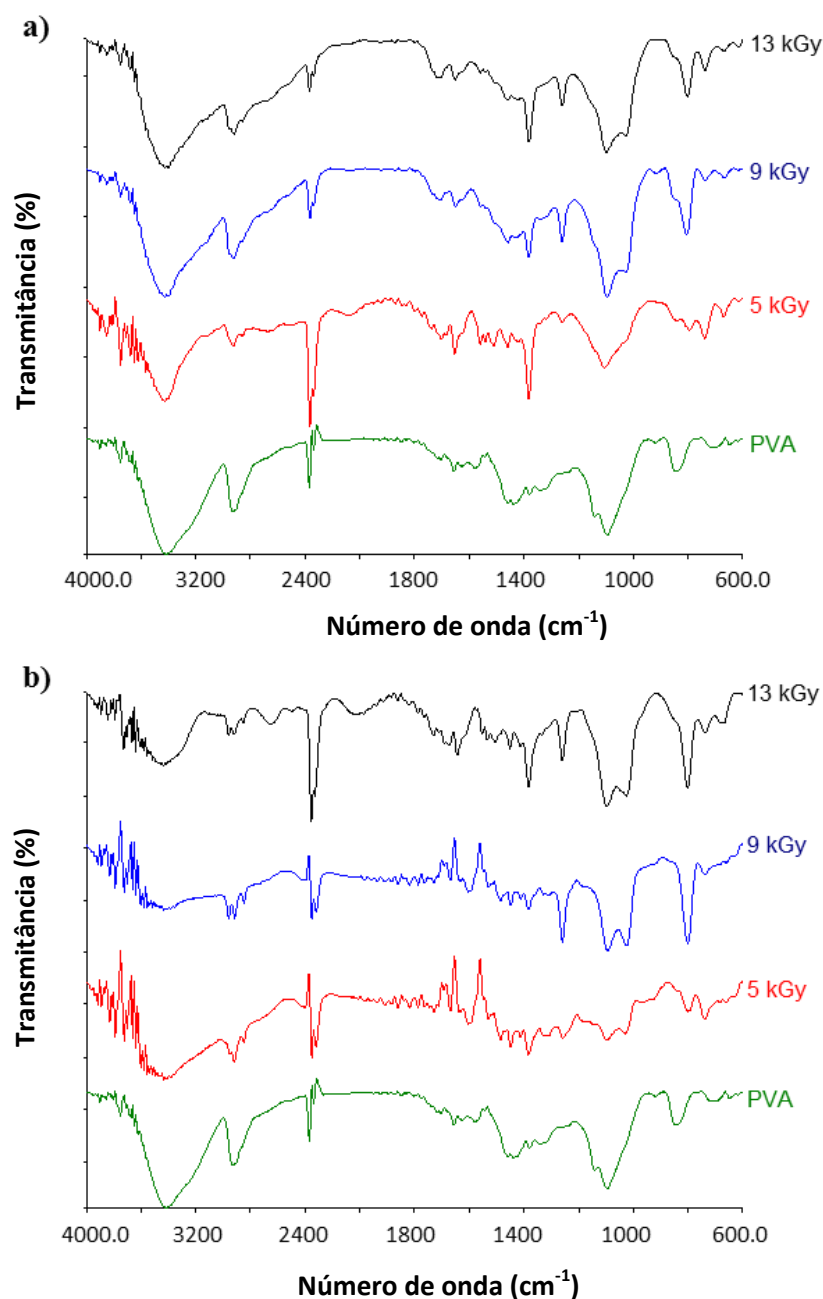 a)
13 kGy
9 kGy
5 kGy
PVA
Transmitância (%)
4000.0 3200 2400 1800 1400 1000 600.0
Número de onda (cm⁻¹)
b)
13 kGy
9 kGy
5 kGy
PVA
Transmitância (%)
4000.0 3200 2400 1800 1400 1000 600.0
Número de onda (cm⁻¹)